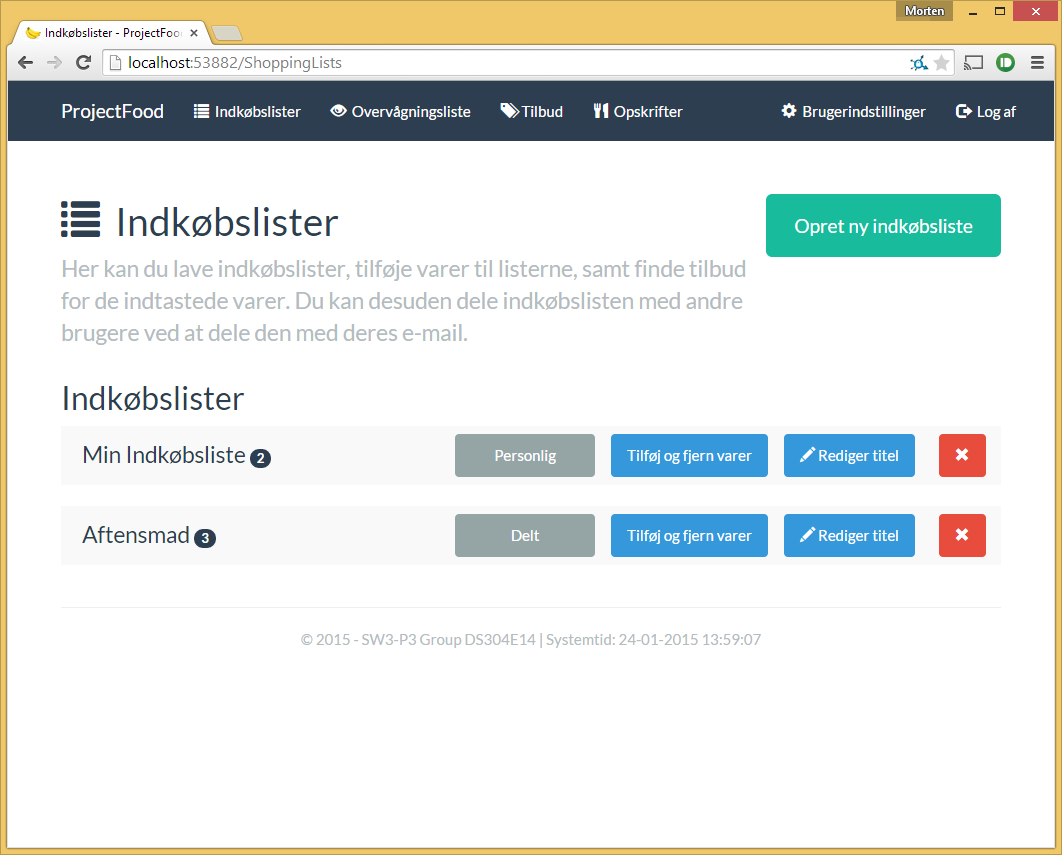 Morten
Indkøbslister - ProjectFoo
localhost:53882/ShoppingLists
ProjectFood Indkøbslister Overvågningsliste Tilbud Opskrifter Brugerindstillinger Log af
Indkøbslister
Opret ny indkøbsliste
Her kan du lave indkøbslister, tilføje varer til listerne, samt finde tilbud
for de indtastede varer. Du kan desuden dele indkøbslisten med andre
brugere ved at dele den med deres e-mail.
Indkøbslister
Min Indkøbsliste 2 Personlig Tilføj og fjern varer Rediger titel
Aftensmad 3 Delt Tilføj og fjern varer Rediger titel
© 2015 - SW3-P3 Group DS304E14 | Systemtid: 24-01-2015 13:59:07